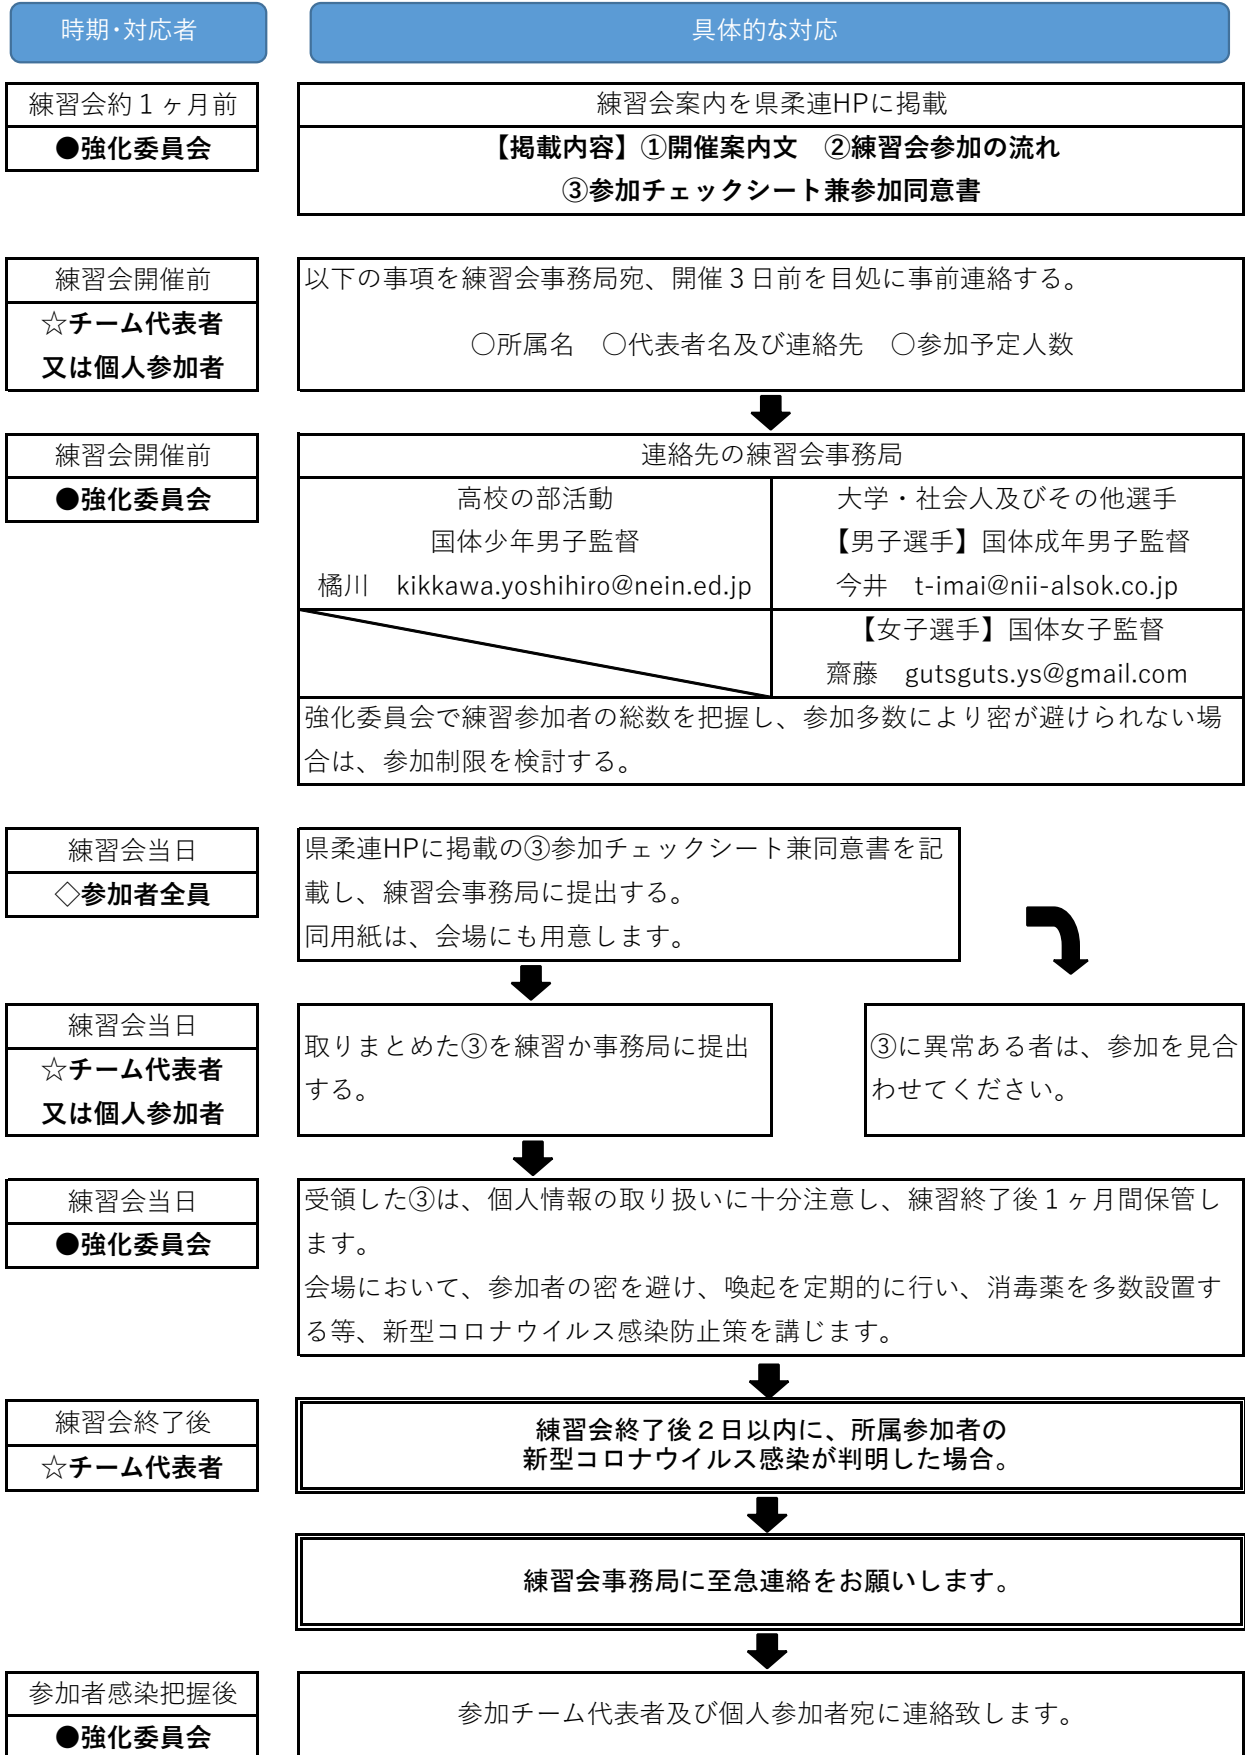 時期・対応者
具体的な対応
練習会約１ヶ月前
●強化委員会
練習会案内を県柔連HPに掲載
【掲載内容】①開催案内文　②練習会参加の流れ
③参加チェックシート兼参加同意書
練習会開催前
☆チーム代表者
又は個人参加者
以下の事項を練習会事務局宛、開催３日前を目処に事前連絡する。
○所属名　○代表者名及び連絡先　○参加予定人数
練習会開催前
●強化委員会
連絡先の練習会事務局
高校の部活動
国体少年男子監督
橘川　kikkawa.yoshihiro@nein.ed.jp
大学・社会人及びその他選手
【男子選手】国体成年男子監督
今井　t-imai@nii-alsok.co.jp
【女子選手】国体女子監督
齋藤　gutsguts.ys@gmail.com
強化委員会で練習参加者の総数を把握し、参加多数により密が避けられない場
合は、参加制限を検討する。
練習会当日
◇参加者全員
県柔連HPに掲載の③参加チェックシート兼同意書を記
載し、練習会事務局に提出する。
同用紙は、会場にも用意します。
練習会当日
☆チーム代表者
又は個人参加者
取りまとめた③を練習か事務局に提出
する。
③に異常ある者は、参加を見合
わせてください。
練習会当日
●強化委員会
受領した③は、個人情報の取り扱いに十分注意し、練習終了後１ヶ月間保管し
ます。
会場において、参加者の密を避け、喚起を定期的に行い、消毒薬を多数設置す
る等、新型コロナウイルス感染防止策を講じます。
練習会終了後
☆チーム代表者
練習会終了後２日以内に、所属参加者の
新型コロナウイルス感染が判明した場合。
練習会事務局に至急連絡をお願いします。
参加者感染把握後
●強化委員会
参加チーム代表者及び個人参加者宛に連絡致します。